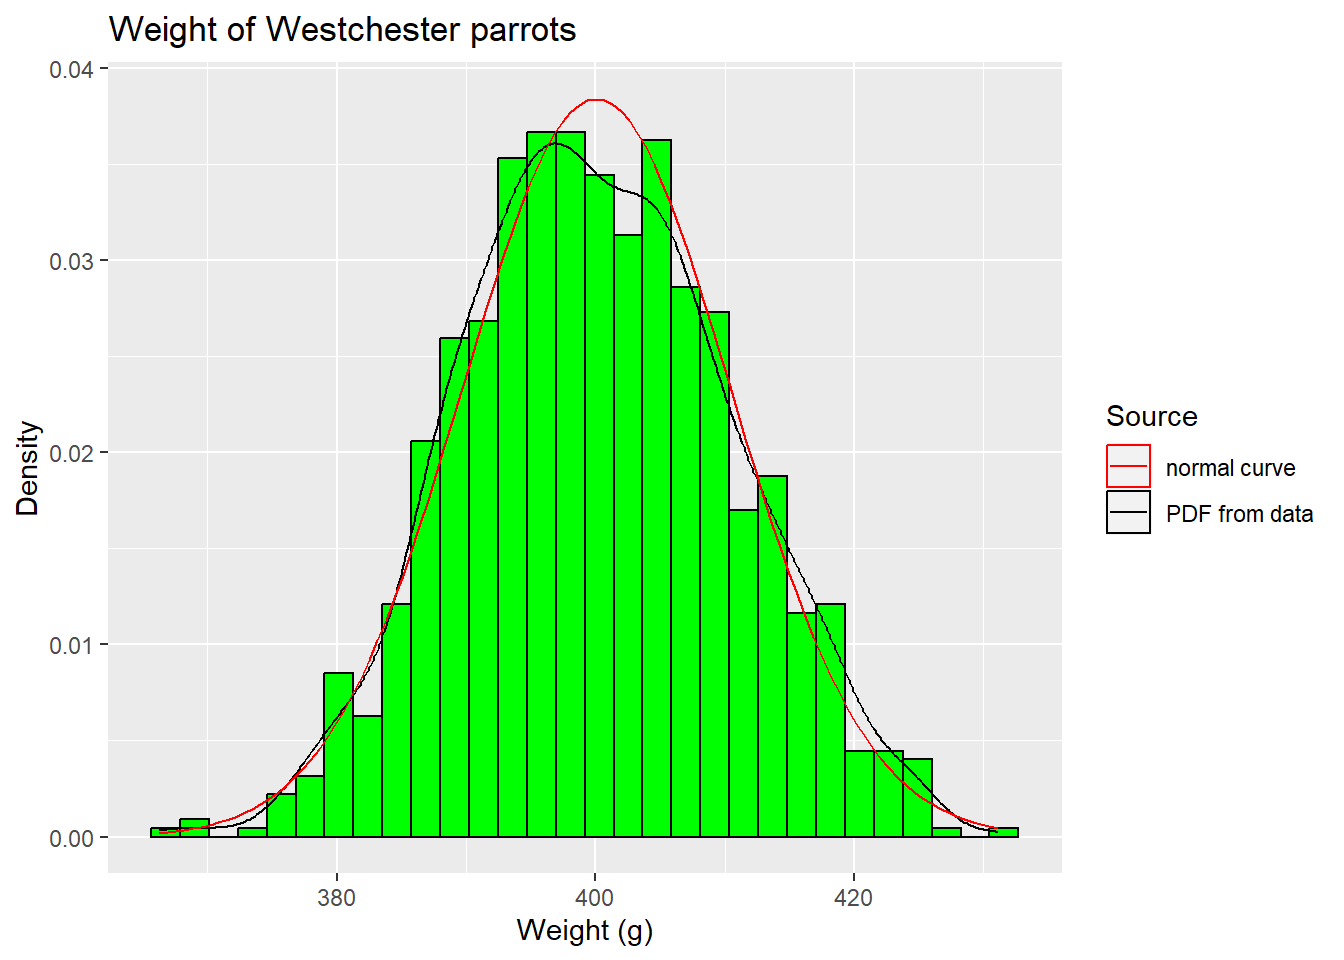 Weight of Westchester parrots
0.04
0.03
0.02
0.01
0.00
Density
380
400
420
Weight (g)
Source
normal curve
PDF from data